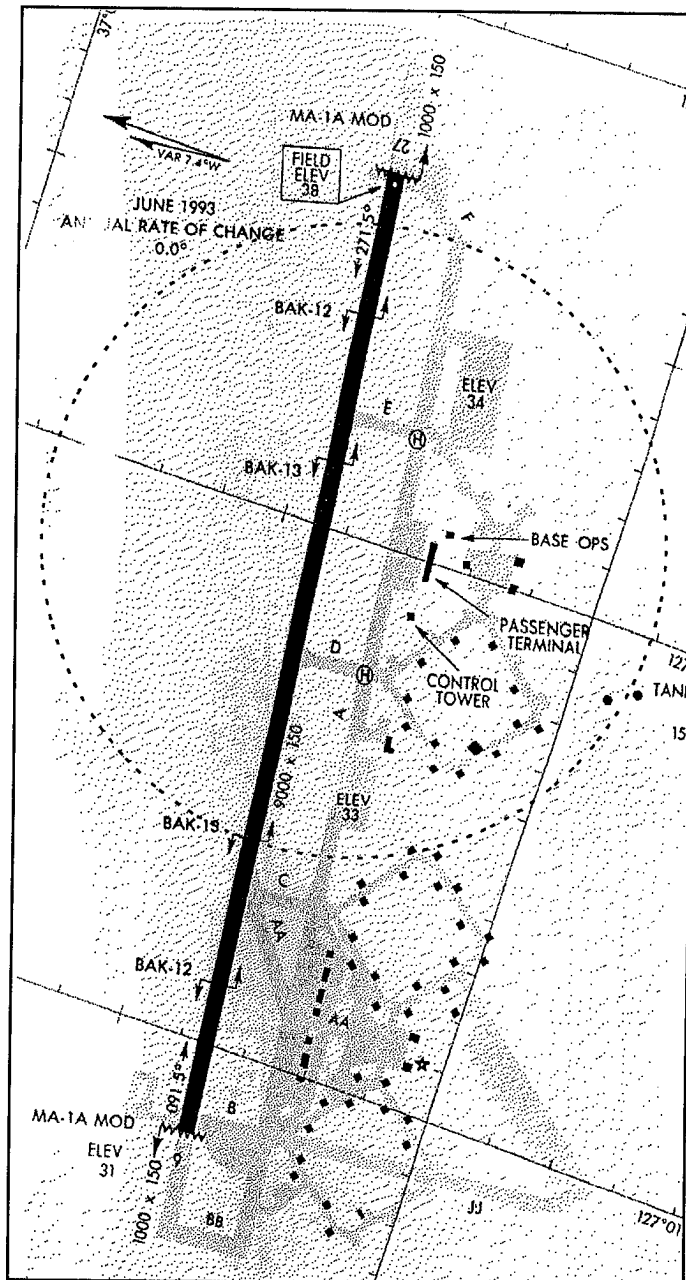 MA-1A MOD
27
1000 x 150
FIELD
ELEV
38
VAR 7.4°W
JUNE 1993
RATE OF CHANGE
0.0°
271.5°
F
BAK-12
ELEV
34
E
H
BAK-13
BASE OPS
PASSENGER
TERMINAL
D
H
CONTROL
TOWER
A
9000 x 150
ELEV
33
BAK-13
C
AA
BAK-12
AA
091.5°
B
MA-1A MOD
ELEV
31
9
1000 x 150
BB
JJ
127°01